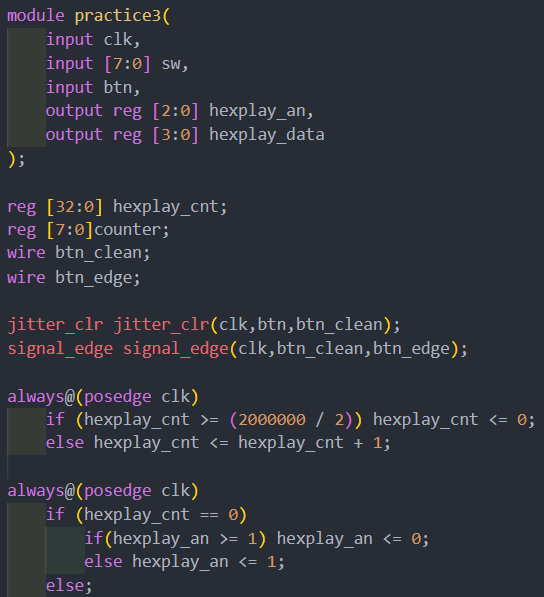 module practice3(
    input clk,
    input [7:0] sw,
    input btn,
    output reg [2:0] hexplay_an,
    output reg [3:0] hexplay_data
);

reg [32:0] hexplay_cnt;
reg [7:0]counter;
wire btn_clean;
wire btn_edge;

jitter_clr jitter_clr(clk,btn,btn_clean);
signal_edge signal_edge(clk,btn_clean,btn_edge);

always@(posedge clk)
    if (hexplay_cnt >= (2000000 / 2)) hexplay_cnt <= 0;
    else hexplay_cnt <= hexplay_cnt + 1;

always@(posedge clk)
    if (hexplay_cnt == 0)
        if(hexplay_an >= 1) hexplay_an <= 0;
        else hexplay_an <= 1;
    else;